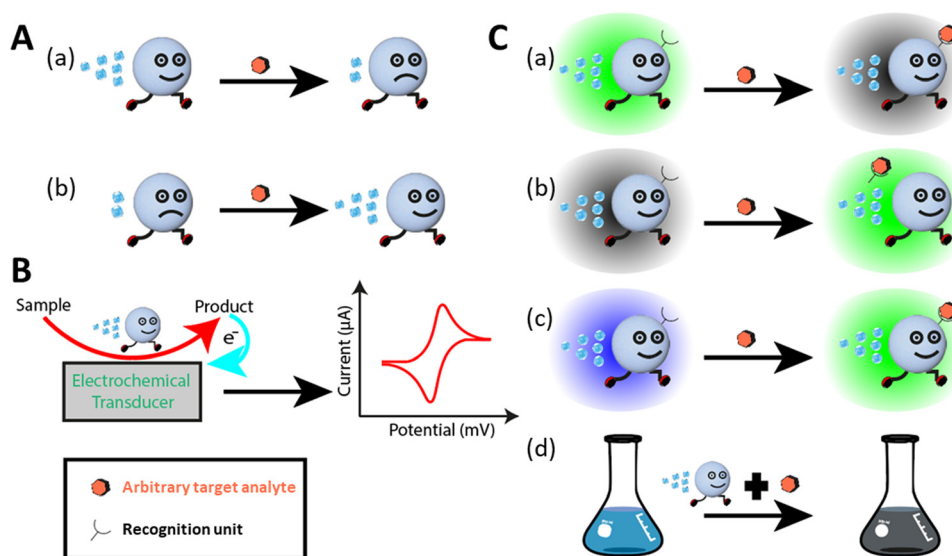 A
(a)
(b)
B
Sample
Product
e-
Electrochemical
Transducer
Current (µA)
Potential (mV)
Arbitrary target analyte
Recognition unit
C
(a)
(b)
(c)
(d)